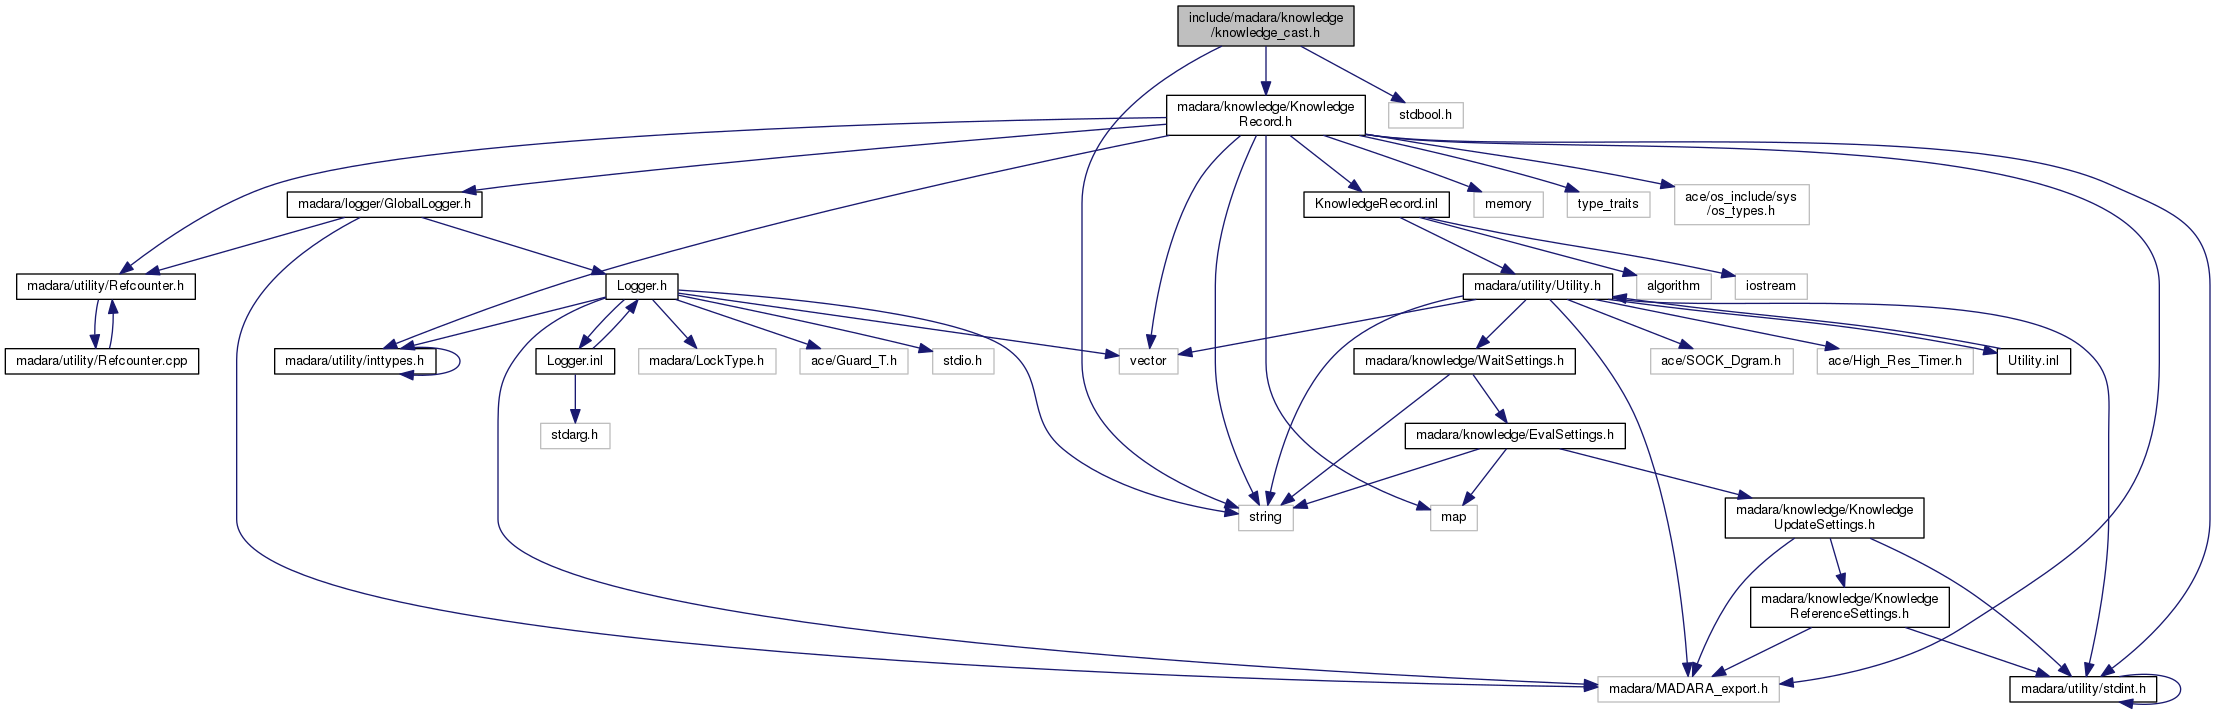 include/madara/knowledge
/knowledge_cast.h
madara/knowledge/Knowledge
Record.h
stdbool.h
madara/logger/GlobalLogger.h
KnowledgeRecord.inl
memory
type_traits
ace/os_include/sys
/os_types.h
madara/utility/Refcounter.h
Logger.h
madara/utility/Utility.h
algorithm
iostream
madara/utility/Refcounter.cpp
madara/utility/inttypes.h
Logger.inl
madara/LockType.h
ace/Guard_T.h
stdio.h
vector
madara/knowledge/WaitSettings.h
ace/SOCK_Dgram.h
ace/High_Res_Timer.h
Utility.inl
stdarg.h
madara/knowledge/EvalSettings.h
string
map
madara/knowledge/Knowledge
UpdateSettings.h
madara/knowledge/Knowledge
ReferenceSettings.h
madara/MADARA_export.h
madara/utility/stdint.h